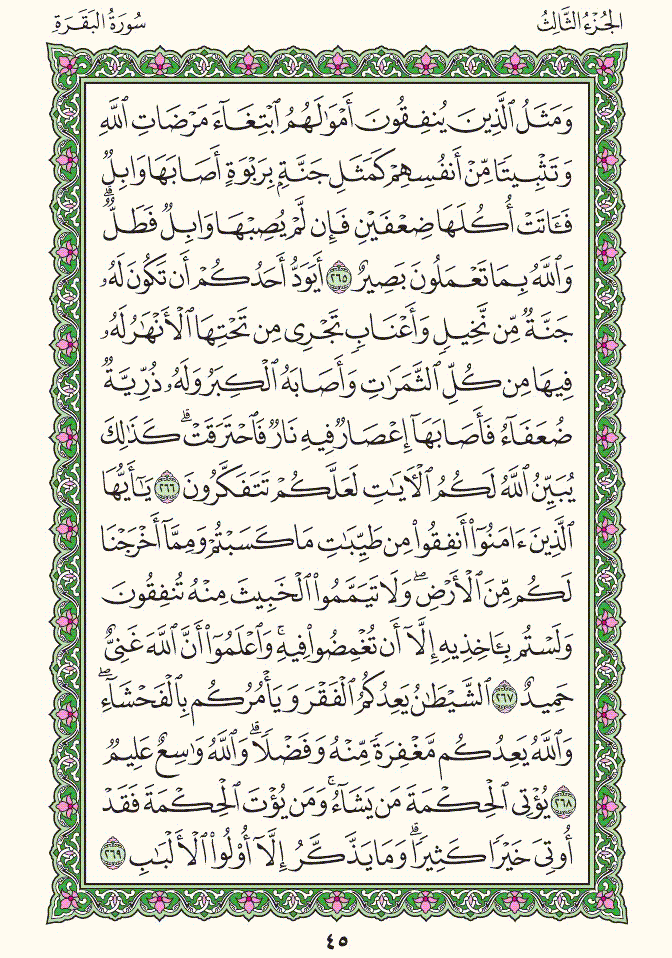 الجُزْءُ الثَّالِثُ
سُورَةُ البَقَرَةِ
وَمَثَلُ ٱلَّذِينَ يُنفِقُونَ أَمْوَٰلَهُمُ ٱبْتِغَآءَ مَرْضَاتِ ٱللَّهِ
وَتَثْبِيتًا مِّنْ أَنفُسِهِمْ كَمَثَلِ جَنَّةٍۭ بِرَبْوَةٍ أَصَابَهَا وَابِلٌ
فَـَٔاتَتْ أُكُلَهَا ضِعْفَيْنِ فَإِن لَّمْ يُصِبْهَا وَابِلٌ فَطَلٌّ ۗ
وَٱللَّهُ بِمَا تَعْمَلُونَ بَصِيرٌ ٢٦٥ أَيَوَدُّ أَحَدُكُمْ أَن تَكُونَ لَهُۥ
جَنَّةٌ مِّن نَّخِيلٍ وَأَعْنَابٍ تَجْرِى مِن تَحْتِهَا ٱلْأَنْهَٰرُ لَهُۥ
فِيهَا مِن كُلِّ ٱلثَّمَرَٰتِ وَأَصَابَهُ ٱلْكِبَرُ وَلَهُۥ ذُرِّيَّةٌ
ضُعَفَآءُ فَأَصَابَهَآ إِعْصَارٌ فِيهِ نَارٌ فَٱحْتَرَقَتْ ۗ كَذَٰلِكَ
يُبَيِّنُ ٱللَّهُ لَكُمُ ٱلْـَٔايَٰتِ لَعَلَّكُمْ تَتَفَكَّرُونَ ٢٦٦ يَٰٓأَيُّهَا
ٱلَّذِينَ ءَامَنُوٓا۟ أَنفِقُوا۟ مِن طَيِّبَٰتِ مَا كَسَبْتُمْ وَمِمَّآ أَخْرَجْنَا
لَكُم مِّنَ ٱلْأَرْضِ ۖ وَلَا تَيَمَّمُوا۟ ٱلْخَبِيثَ مِنْهُ تُنفِقُونَ
وَلَسْتُم بِـَٔاخِذِيهِ إِلَّآ أَن تُغْمِضُوا۟ فِيهِ ۚ وَٱعْلَمُوٓا۟ أَنَّ ٱللَّهَ غَنِىٌّ
حَمِيدٌ ٢٦٧ ٱلشَّيْطَٰنُ يَعِدُكُمُ ٱلْفَقْرَ وَيَأْمُرُكُم بِٱلْفَحْشَآءِ ۖ
وَٱللَّهُ يَعِدُكُم مَّغْفِرَةً مِّنْهُ وَفَضْلًا ۗ وَٱللَّهُ وَٰسِعٌ عَلِيمٌ
٢٦٨ يُؤْتِى ٱلْحِكْمَةَ مَن يَشَآءُ ۚ وَمَن يُؤْتَ ٱلْحِكْمَةَ فَقَدْ
أُوتِىَ خَيْرًا كَثِيرًا ۗ وَمَا يَذَّكَّرُ إِلَّآ أُو۟لُوا۟ ٱلْأَلْبَٰبِ ٢٦٩
٤٥